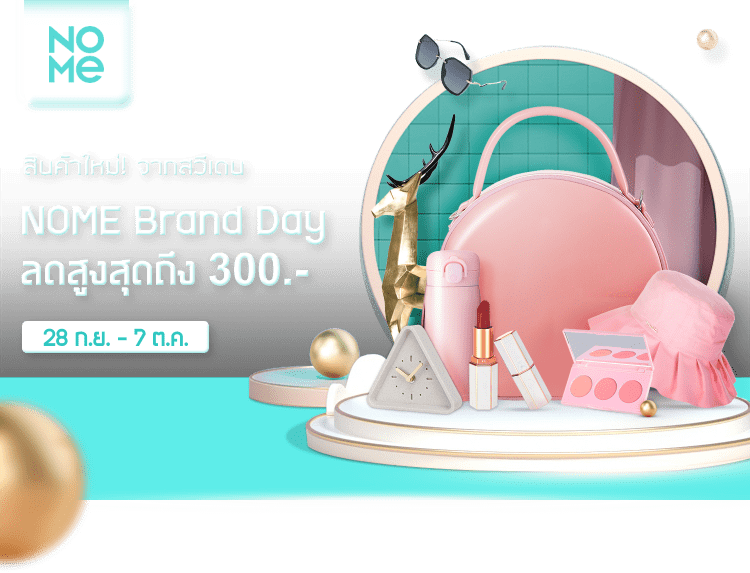 NO
Me
สินค้าใหม่! จากสวีเดน
NOME Brand Day
ลดสูงสุดถึง 300.-
28 ก.ย. - 7 ต.ค.